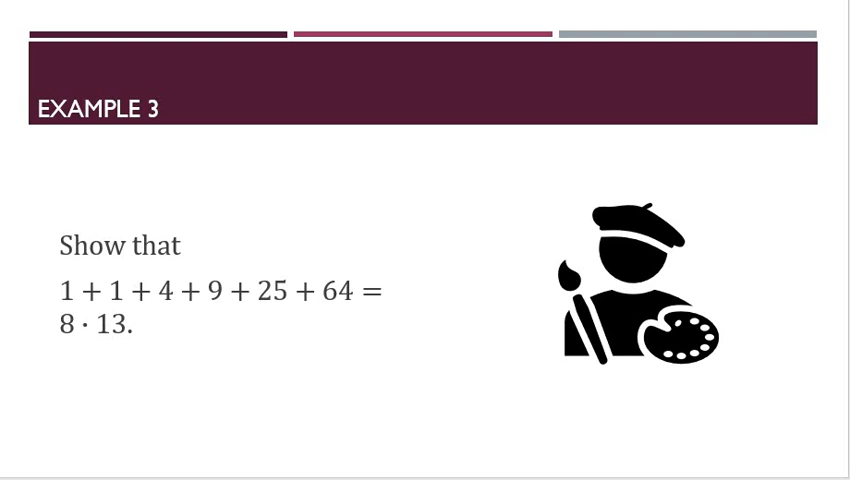 EXAMPLE 3
Show that
1 + 1 + 4 + 9 + 25 + 64 =
8 · 13.